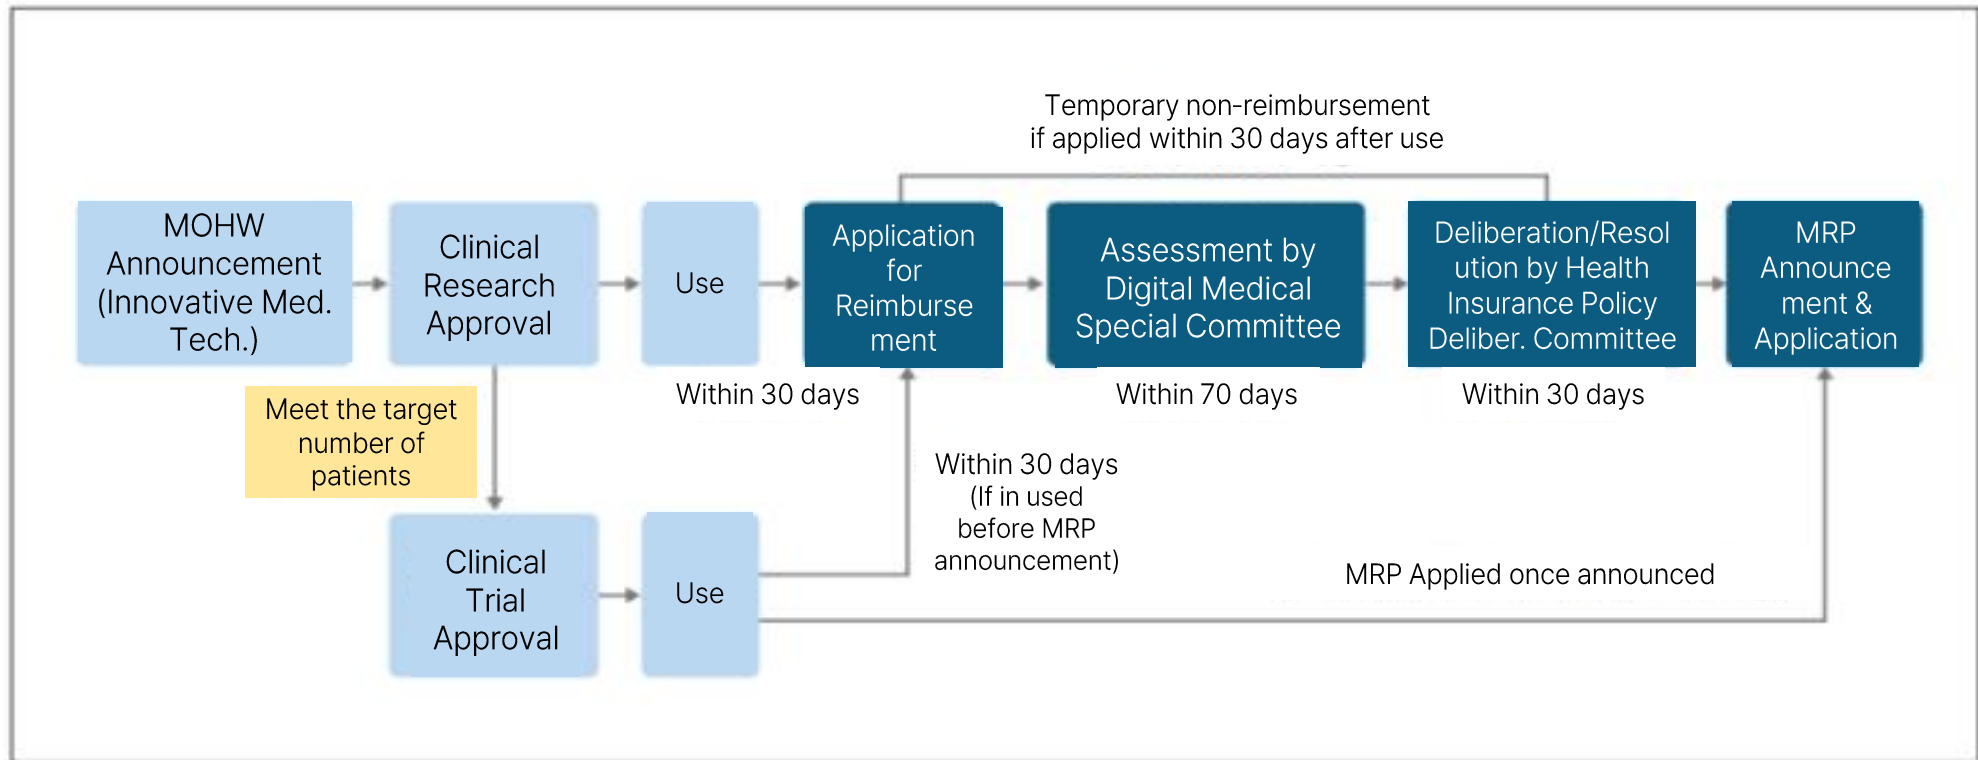 Temporary non-reimbursement
if applied within 30 days after use
MOHW
Announcement
(Innovative Med.
Tech.)
Clinical
Research
Approval
Use
Application
for
Reimburse
ment
Assessment by
Digital Medical
Special Committee
Deliberation/Resol
ution by Health
Insurance Policy
Deliber. Committee
MRP
Announce
ment &
Application
Within 30 days
Within 70 days
Within 30 days
Meet the target
number of
patients
Within 30 days
(If in used
before MRP
announcement)
Clinical
Trial
Approval
Use
MRP Applied once announced